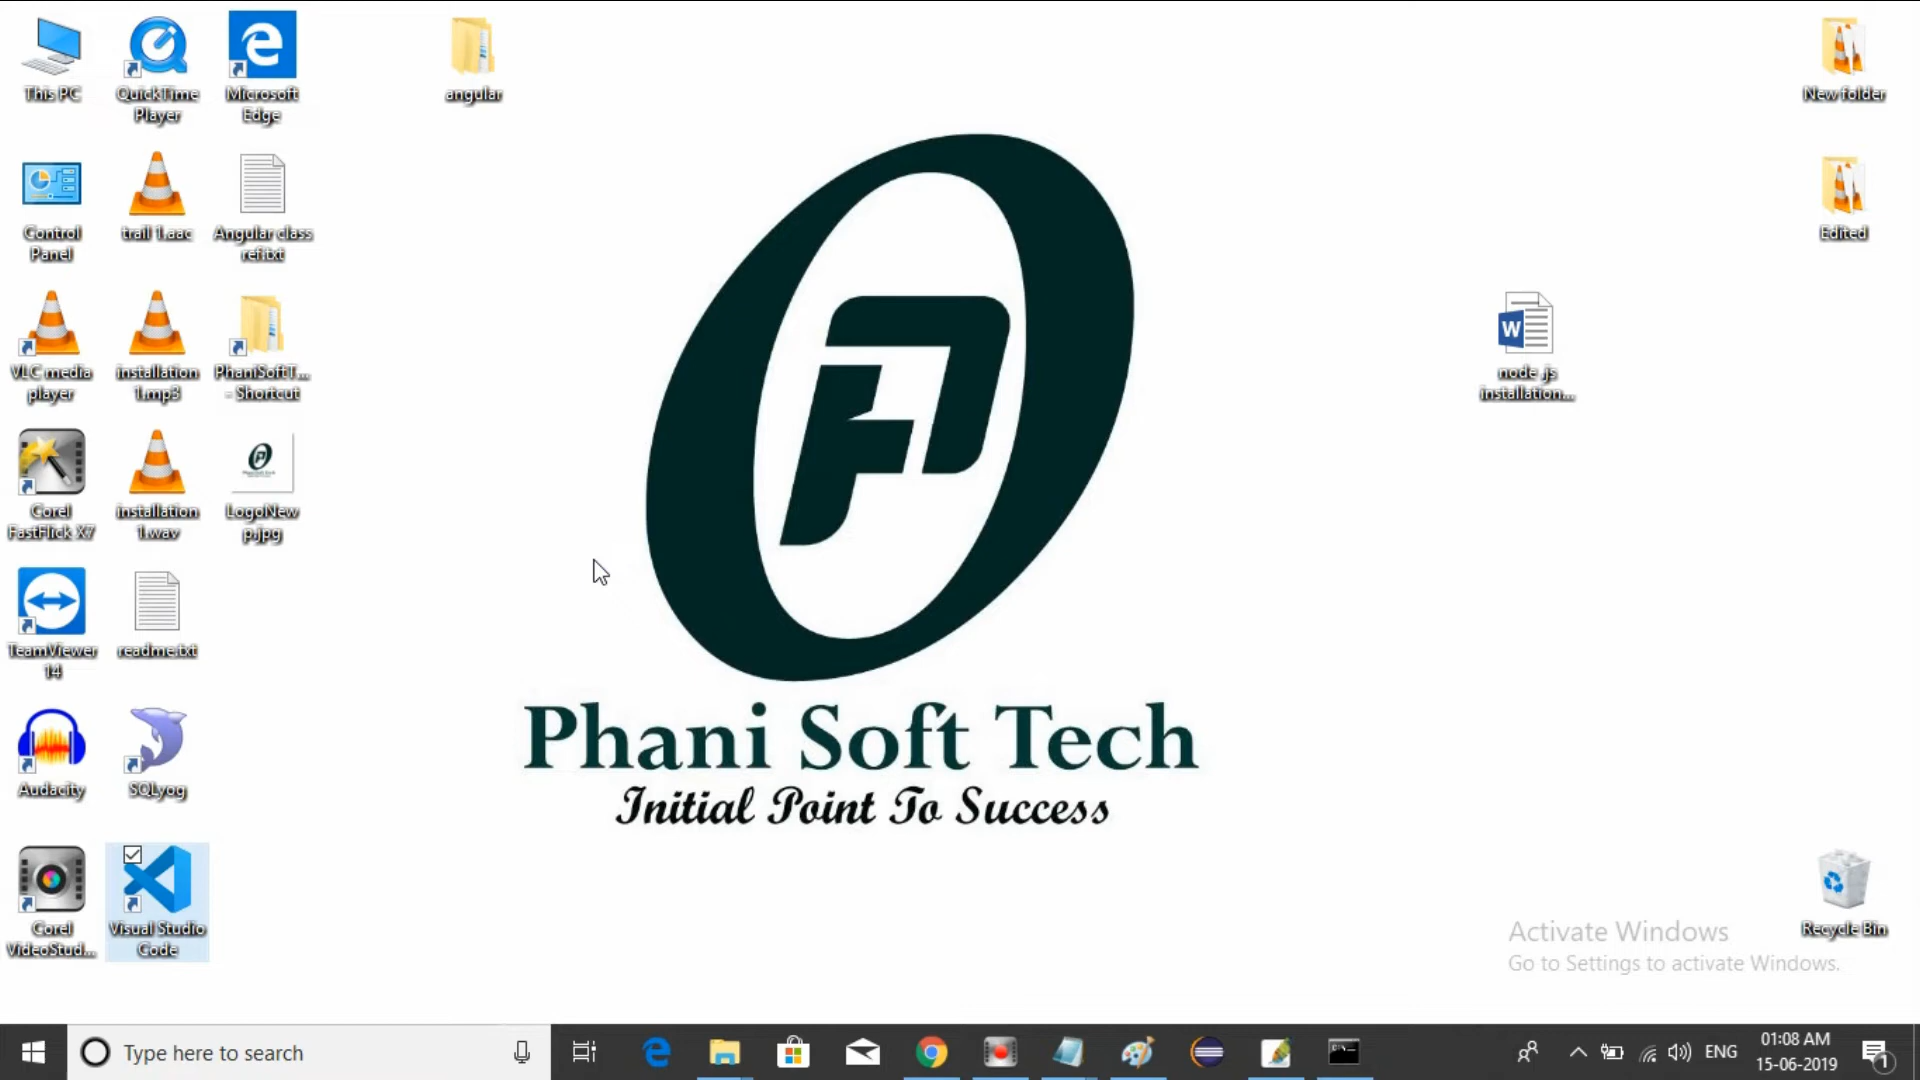 This PC
QuickTime
Player
Microsoft
Edge
angular
New folder
Control
Panel
trail 1.aac
Angular class
ref.txt
Edited
VLC media
player
installation
1.mp3
PhaniSoftT...
- Shortcut
node .js
installation...
Corel
FastFlick X7
installation
1.wav
LogoNew
p.jpg
TeamViewer
14
readme.txt
Audacity
SQLyog
Corel
VideoStud...
Visual Studio
Code
Phani Soft Tech
Initial Point To Success
Recycle Bin
Activate Windows
Go to Settings to activate Windows.
Type here to search
ENG
01:08 AM
15-06-2019
1